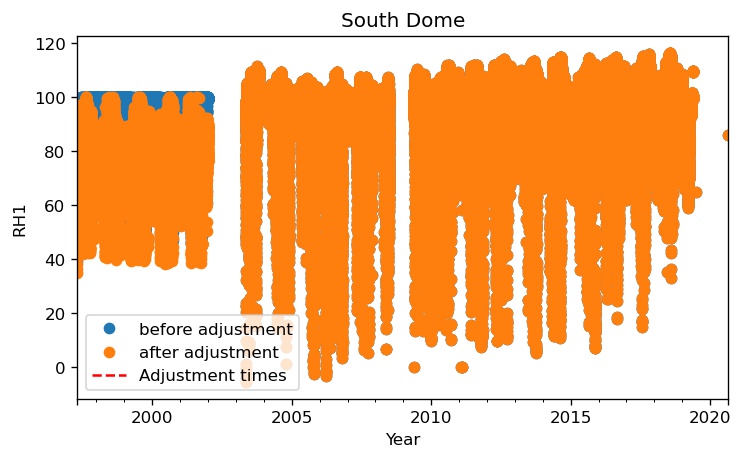 South Dome
120
100
80
60
40
20
0
RH1
before adjustment
after adjustment
Adjustment times
2000 2005 2010 2015 2020
Year